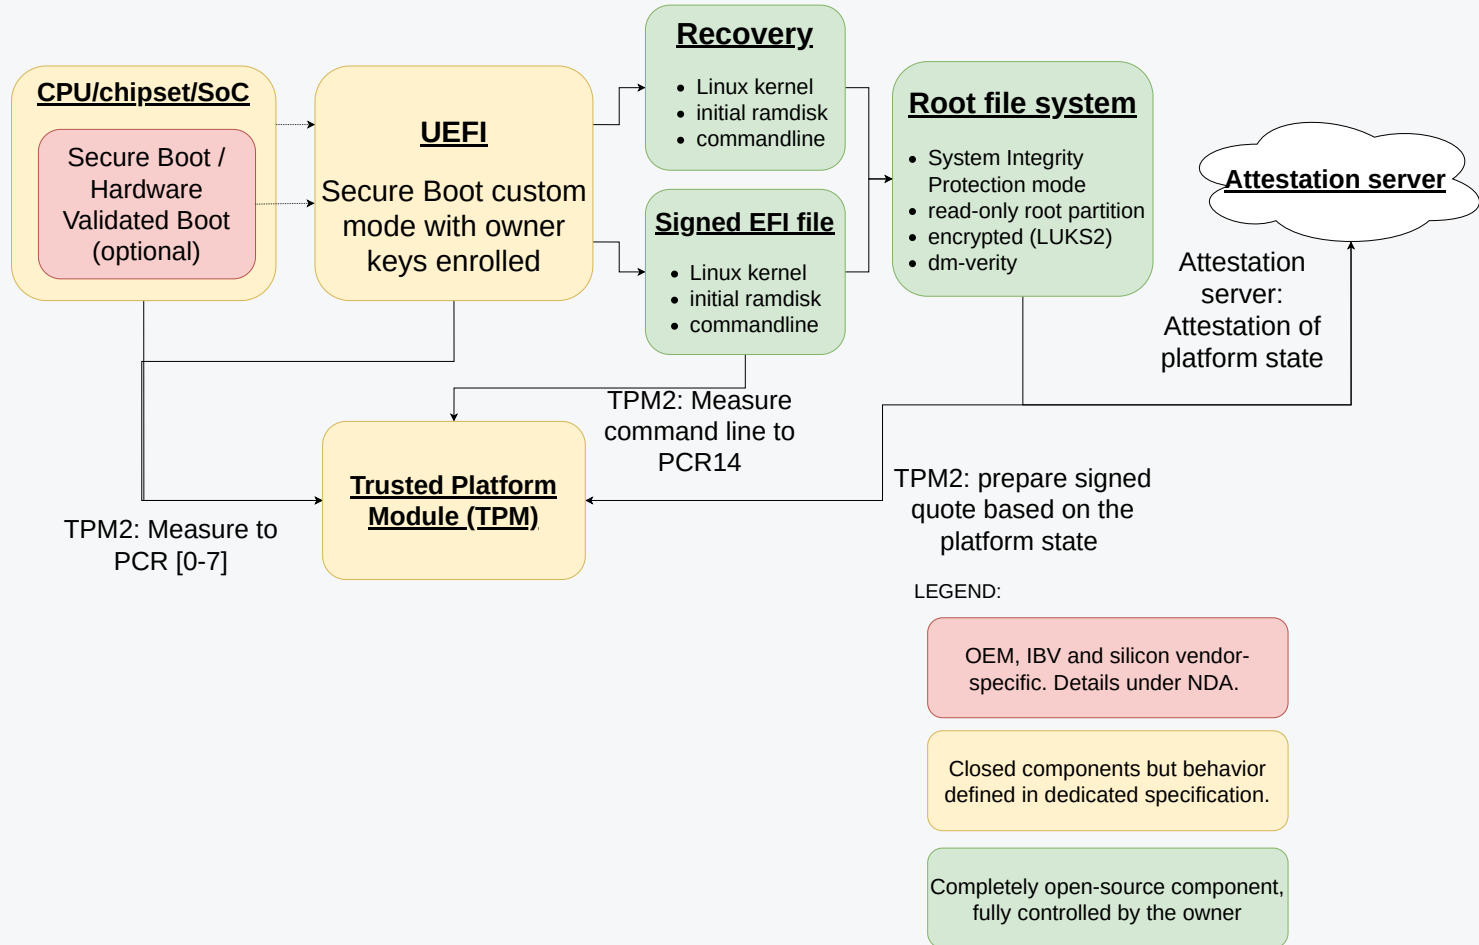 CPU/chipset/SoC
Secure Boot /
Hardware
Validated Boot
(optional)
UEFI
Secure Boot custom
mode with owner
keys enrolled
Recovery
• Linux kernel
• initial ramdisk
• commandline
Signed EFI file
• Linux kernel
• initial ramdisk
• commandline
Root file system
• System Integrity
Protection mode
• read-only root partition
• encrypted (LUKS2)
• dm-verity
Attestation server
Attestation
server:
Attestation of
platform state
TPM2: Measure
command line to
PCR14
Trusted Platform
Module (TPM)
TPM2: Measure to
PCR [0-7]
TPM2: prepare signed
quote based on the
platform state
LEGEND:
OEM, IBV and silicon vendor-
specific. Details under NDA.
Closed components but behavior
defined in dedicated specification.
Completely open-source component,
fully controlled by the owner